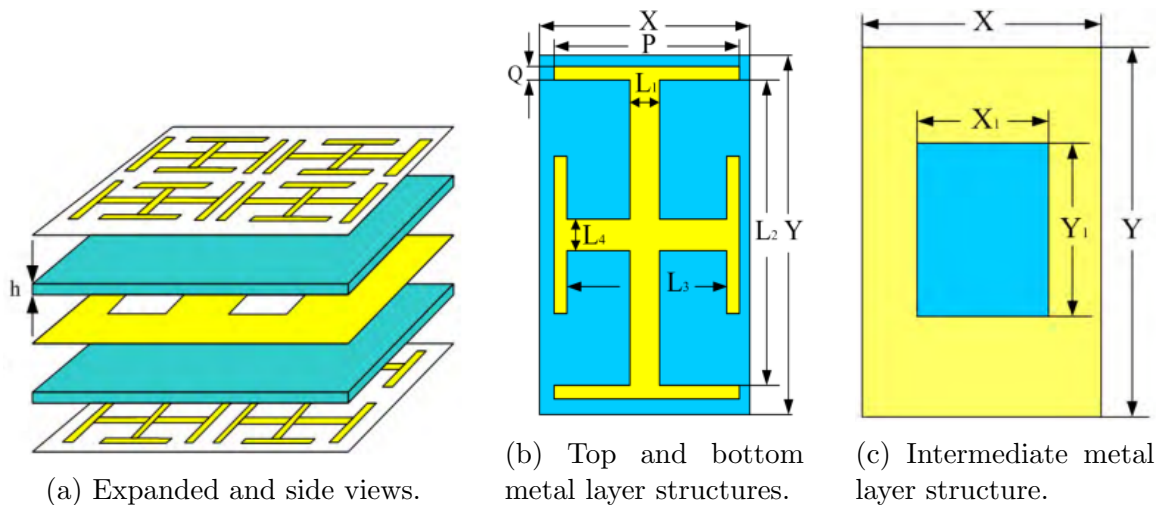 h
(a) Expanded and side views.
X
P
Q
L1
L2
Y
L4
L3
(b) Top and bottom
metal layer structures.
X
X1
Y1
Y
(c) Intermediate metal
layer structure.